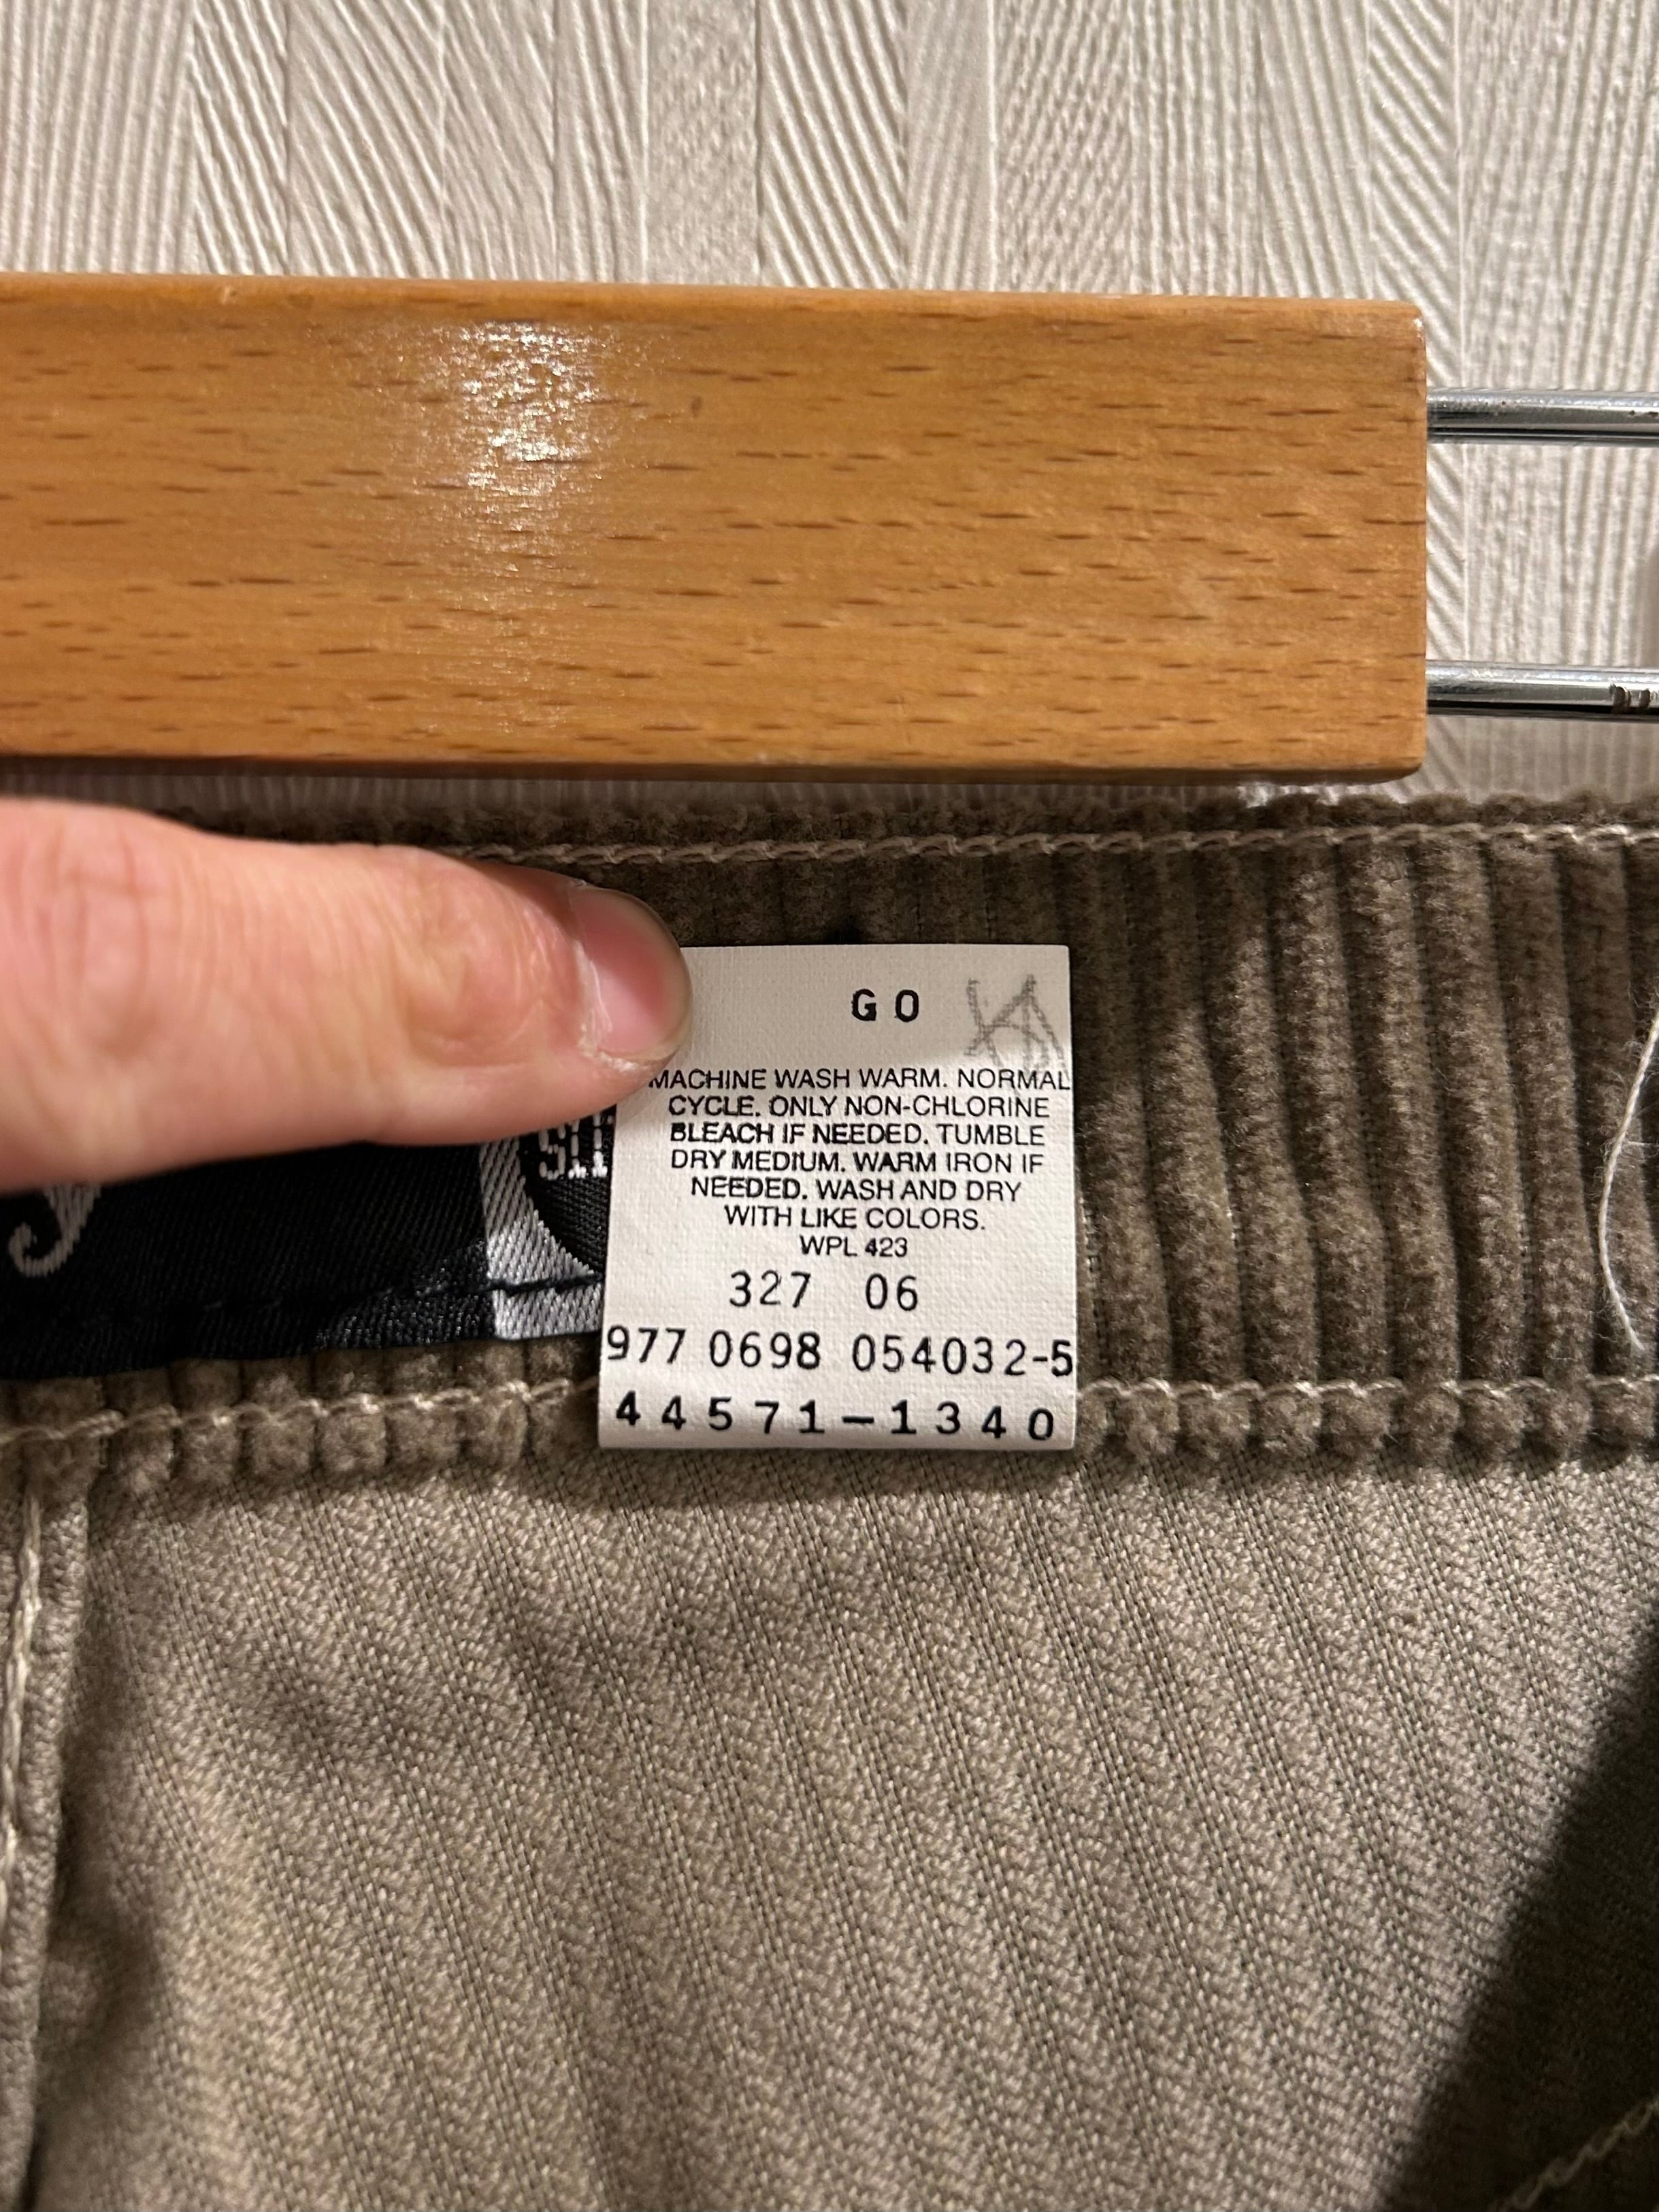 GO
MACHINE WASH WARM. NORMAL
CYCLE. ONLY NON-CHLORINE
BLEACH IF NEEDED. TUMBLE
DRY MEDIUM. WARM IRON IF
NEEDED. WASH AND DRY
WITH LIKE COLORS.
WPL 423
327 06
977 0698 054032-5
44571-1340